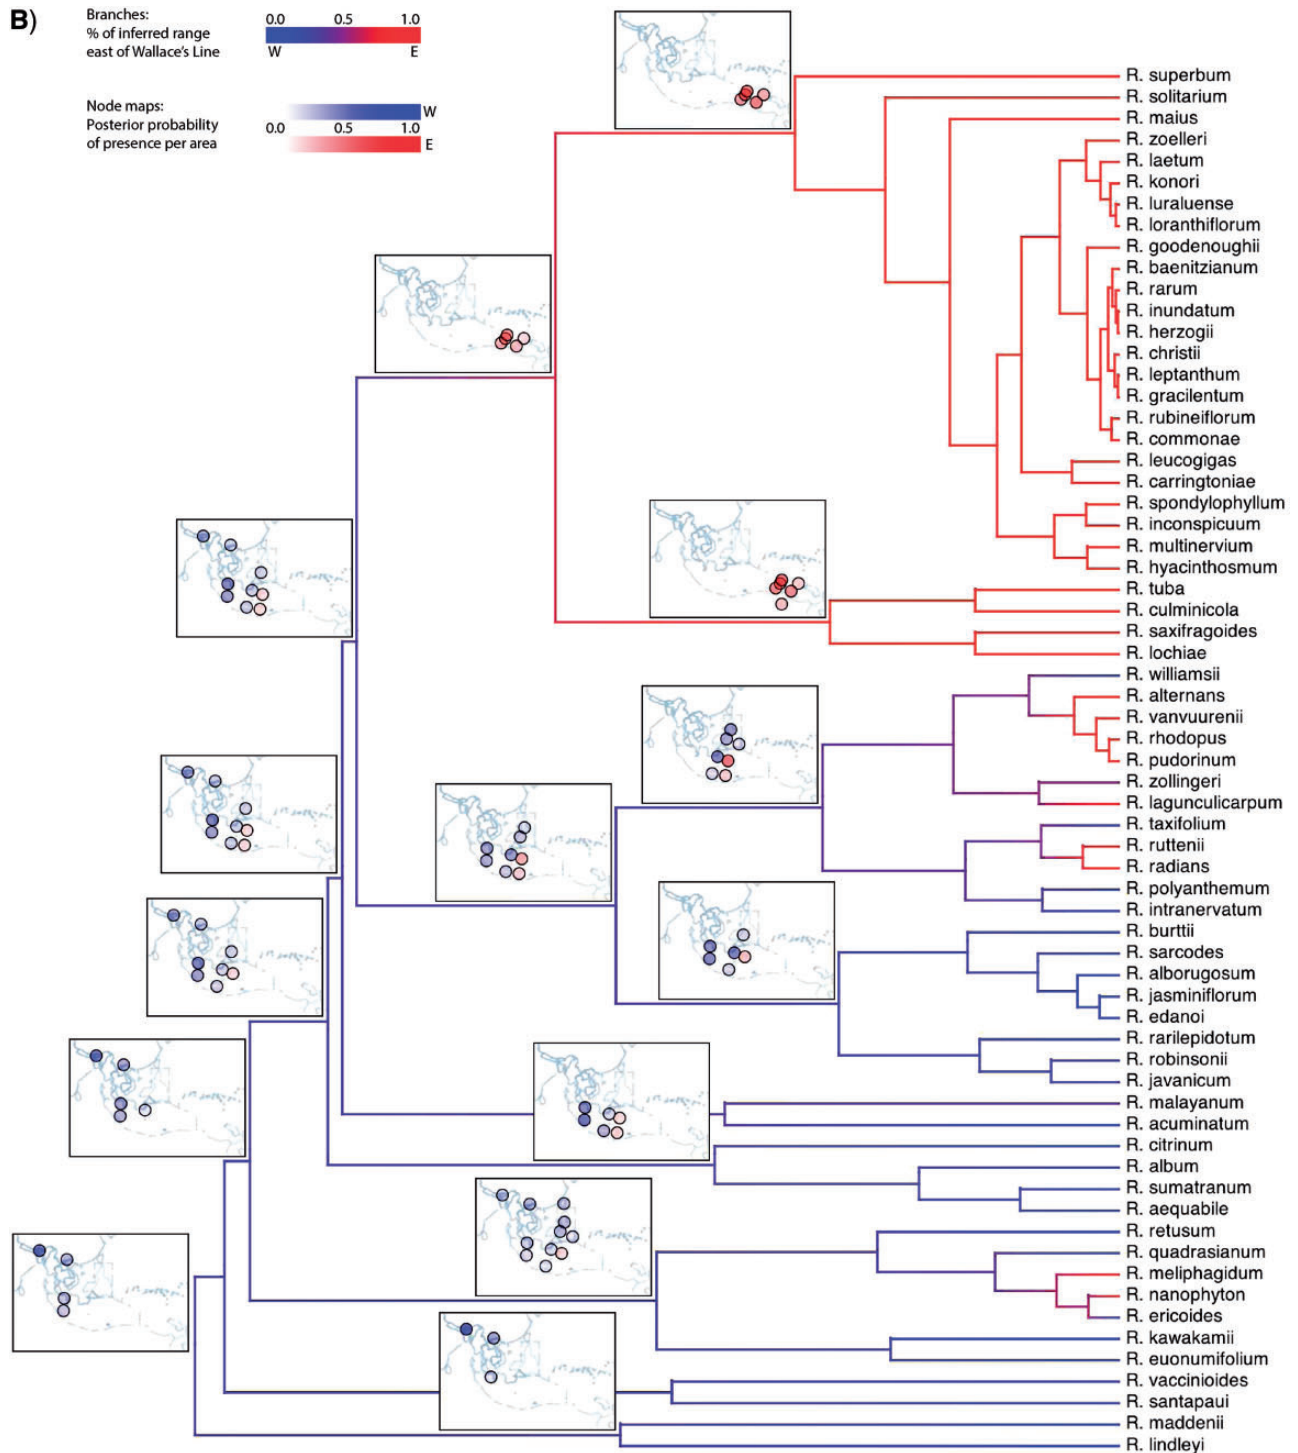 B)
Branches:
% of inferred range
east of Wallace's Line
0.0 0.5 1.0
W E
Node maps:
Posterior probability
of presence per area
W
0.0 0.5 1.0
E
R. superbum
R. solitarium
R. maius
R. zoelleri
R. laetum
R. konori
R. luraluense
R. loranthiflorum
R. goodenoughii
R. baenitzianum
R. rarum
R. inundatum
R. herzogii
R. christii
R. leptanthum
R. gracilentum
R. rubineiflorum
R. commonae
R. leucogigas
R. carringtoniae
R. spondylophyllum
R. inconspicuum
R. multinervium
R. hyacinthosmum
R. tuba
R. culminicola
R. saxifragoides
R. lochiae
R. williamsii
R. alternans
R. vanvuurenii
R. rhodopus
R. pudorinum
R. zollingeri
R. lagunculicarpum
R. taxifolium
R. ruttenii
R. radians
R. polyanthemum
R. intranervatum
R. burttii
R. sarcodes
R. alborugosum
R. jasminiflorum
R. edanoi
R. rarilepidotum
R. robinsonii
R. javanicum
R. malayanum
R. acuminatum
R. citrinum
R. album
R. sumatranum
R. aequabile
R. retusum
R. quadrasianum
R. meliphagidum
R. nanophyton
R. ericoides
R. kawakamii
R. euonumifolium
R. vaccinioides
R. santapaui
R. maddenii
R. lindleyi